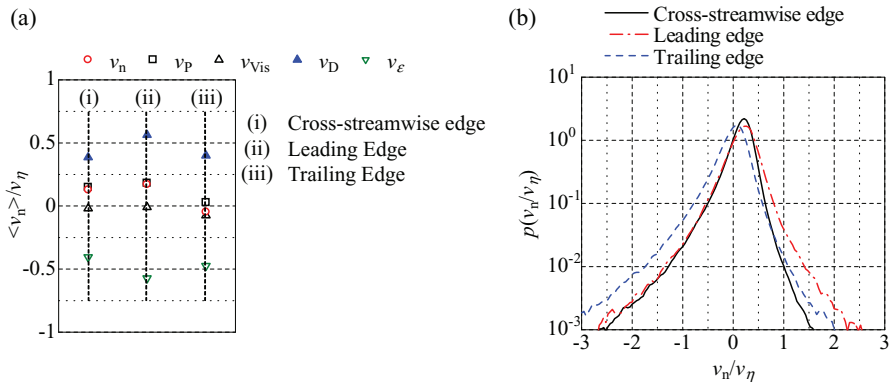 (a)
v_n v_P v_Vis v_D v_ε
1
0.5
0
-0.5
-1
<v_n>/v_η
(i) (ii) (iii)
(i) Cross-streamwise edge
(ii) Leading Edge
(iii) Trailing Edge
(b)
Cross-streamwise edge
Leading edge
Trailing edge
10^1
10^0
10^-1
10^-2
10^-3
p(v_n/v_η)
-3 -2 -1 0 1 2 3
v_n/v_η